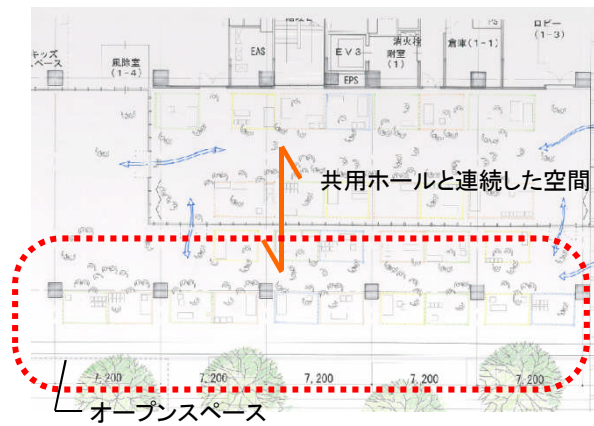 PS
ロビー
(1-3)
EAS
EV3
消火栓
附室
(1)
倉庫(1-1)
キッズ
スペース
風除室
(1-4)
EPS
共用ホールと連続した空間
7,200
7,200
7,200
7,200
7,200
オープンスペース